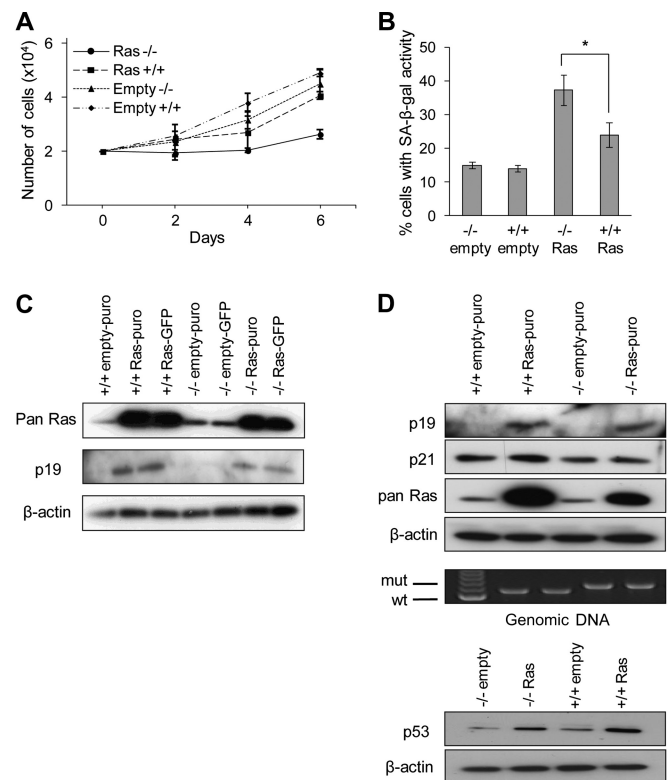 A
Number of cells (x10⁴)
6
4
2
0
Ras -/-
Ras +/+
Empty -/-
Empty +/+
0 2 4 6
Days
B
% cells with SA-β-gal activity
50
40
30
20
10
0
*
-/- +/+ -/- +/+
empty empty Ras Ras
C
+/+ empty-puro
+/+ Ras-puro
+/+ Ras-GFP
-/- empty-puro
-/- empty-GFP
-/- Ras-puro
-/- Ras-GFP
Pan Ras
p19
β-actin
D
+/+ empty-puro
+/+ Ras-puro
-/- empty-puro
-/- Ras-puro
p19
p21
pan Ras
β-actin
mut
wt
Genomic DNA
-/- empty
-/- Ras
+/+ empty
+/+ Ras
p53
β-actin